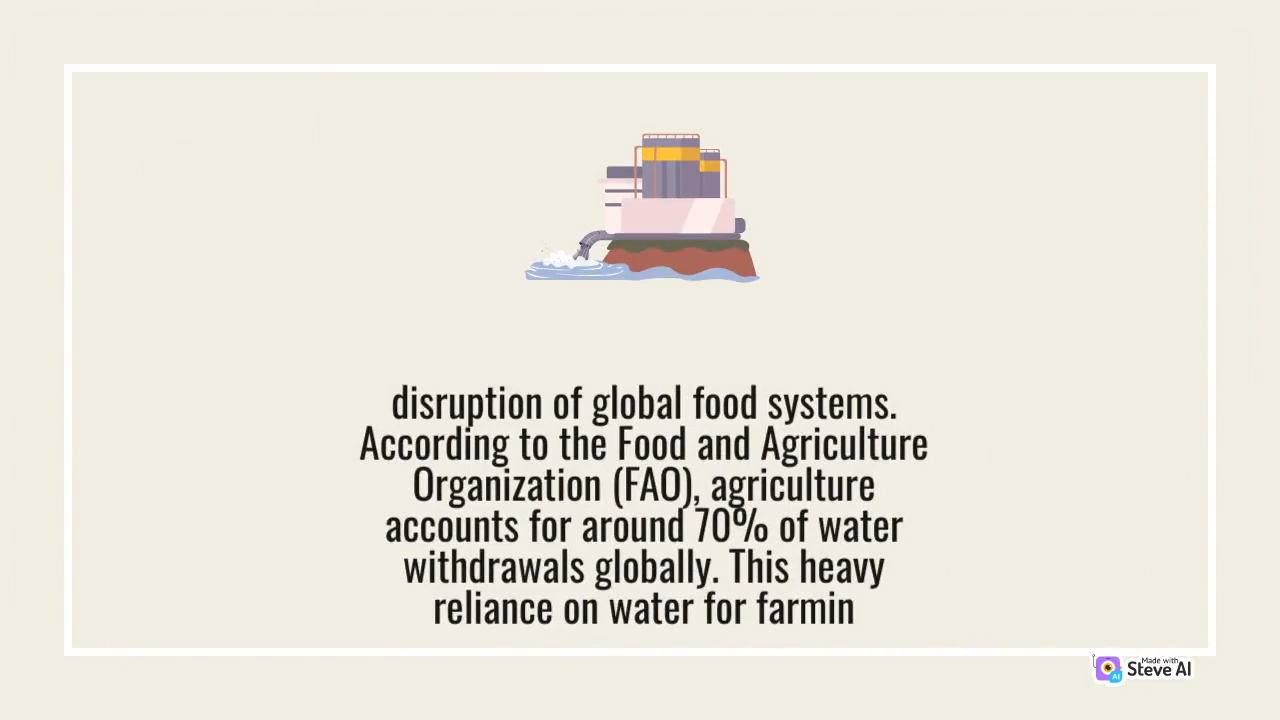 disruption of global food systems.
According to the Food and Agriculture
Organization (FAO), agriculture
accounts for around 70% of water
withdrawals globally. This heavy
reliance on water for farmin
Made with
Steve AI
AI